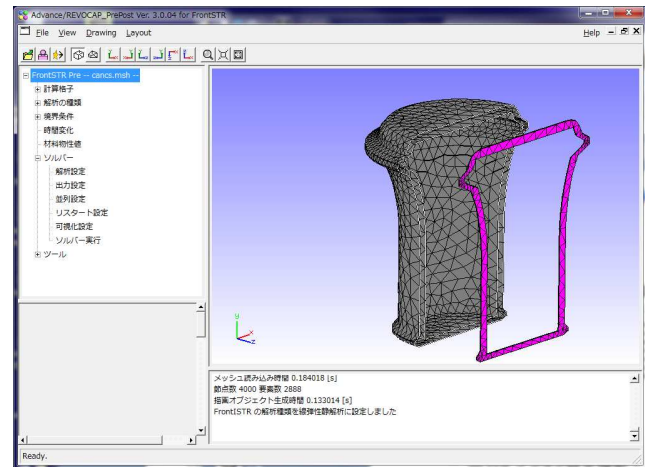 Advance/REVOCAP_PrePost Ver. 3.0.04 for FrontSTR
File View Drawing Layout Help
FrontSTR Pre -- cancs.msh --
計算格子
解析の種類
境界条件
時間変化
材料物性値
ソルバー
解析設定
出力設定
並列設定
リスタート設定
可視化設定
ソルバー実行
ツール
y
x
z
メッシュ読み込み時間 0.184018 [s]
節点数 4000 要素数 2888
描画オブジェクト生成時間 0.133014 [s]
FrontISTR の解析種類を線弾性静解析に設定しました
Ready.